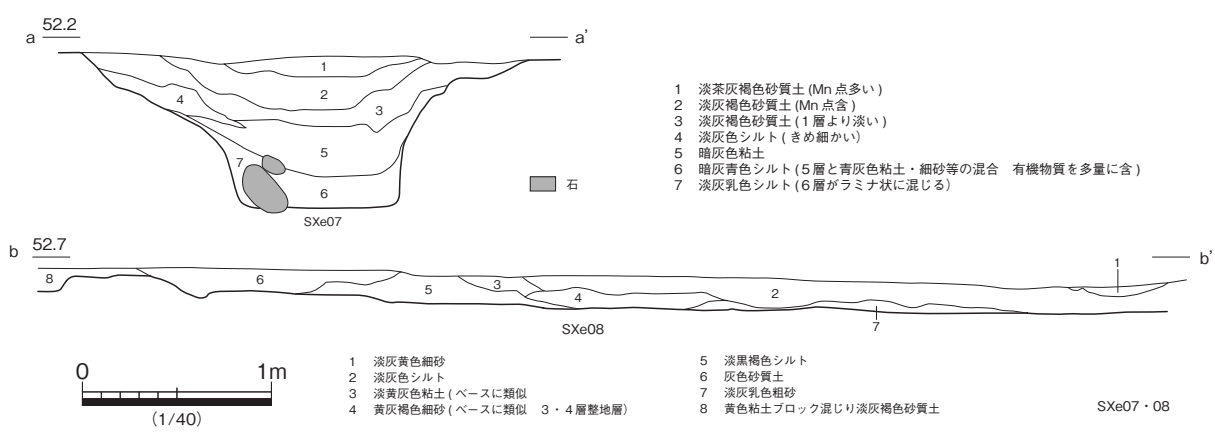 52.2
a
a'
1
2
3
4
5
6
7
石
SXe07
1 淡茶灰褐色砂質土(Mn点多い)
2 淡灰褐色砂質土(Mn点含)
3 淡灰褐色砂質土(1層より淡い)
4 淡灰色シルト(きめ細かい)
5 暗灰色粘土
6 暗灰青色シルト(5層と青灰色粘土・細砂等の混合 有機物質を多量に含)
7 淡灰乳色シルト(6層がラミナ状に混じる)
b 52.7
b'
8
6
5
3
4
2
7
1
SXe08
0 1m
(1/40)
1 淡灰黄色細砂
2 淡灰色シルト
3 淡黄灰色粘土(ベースに類似
4 黄灰褐色細砂(ベースに類似 3・4層整地層)
5 淡黒褐色シルト
6 灰色砂質土
7 淡灰乳色粗砂
8 黄色粘土ブロック混じり淡灰褐色砂質土
SXe07・08